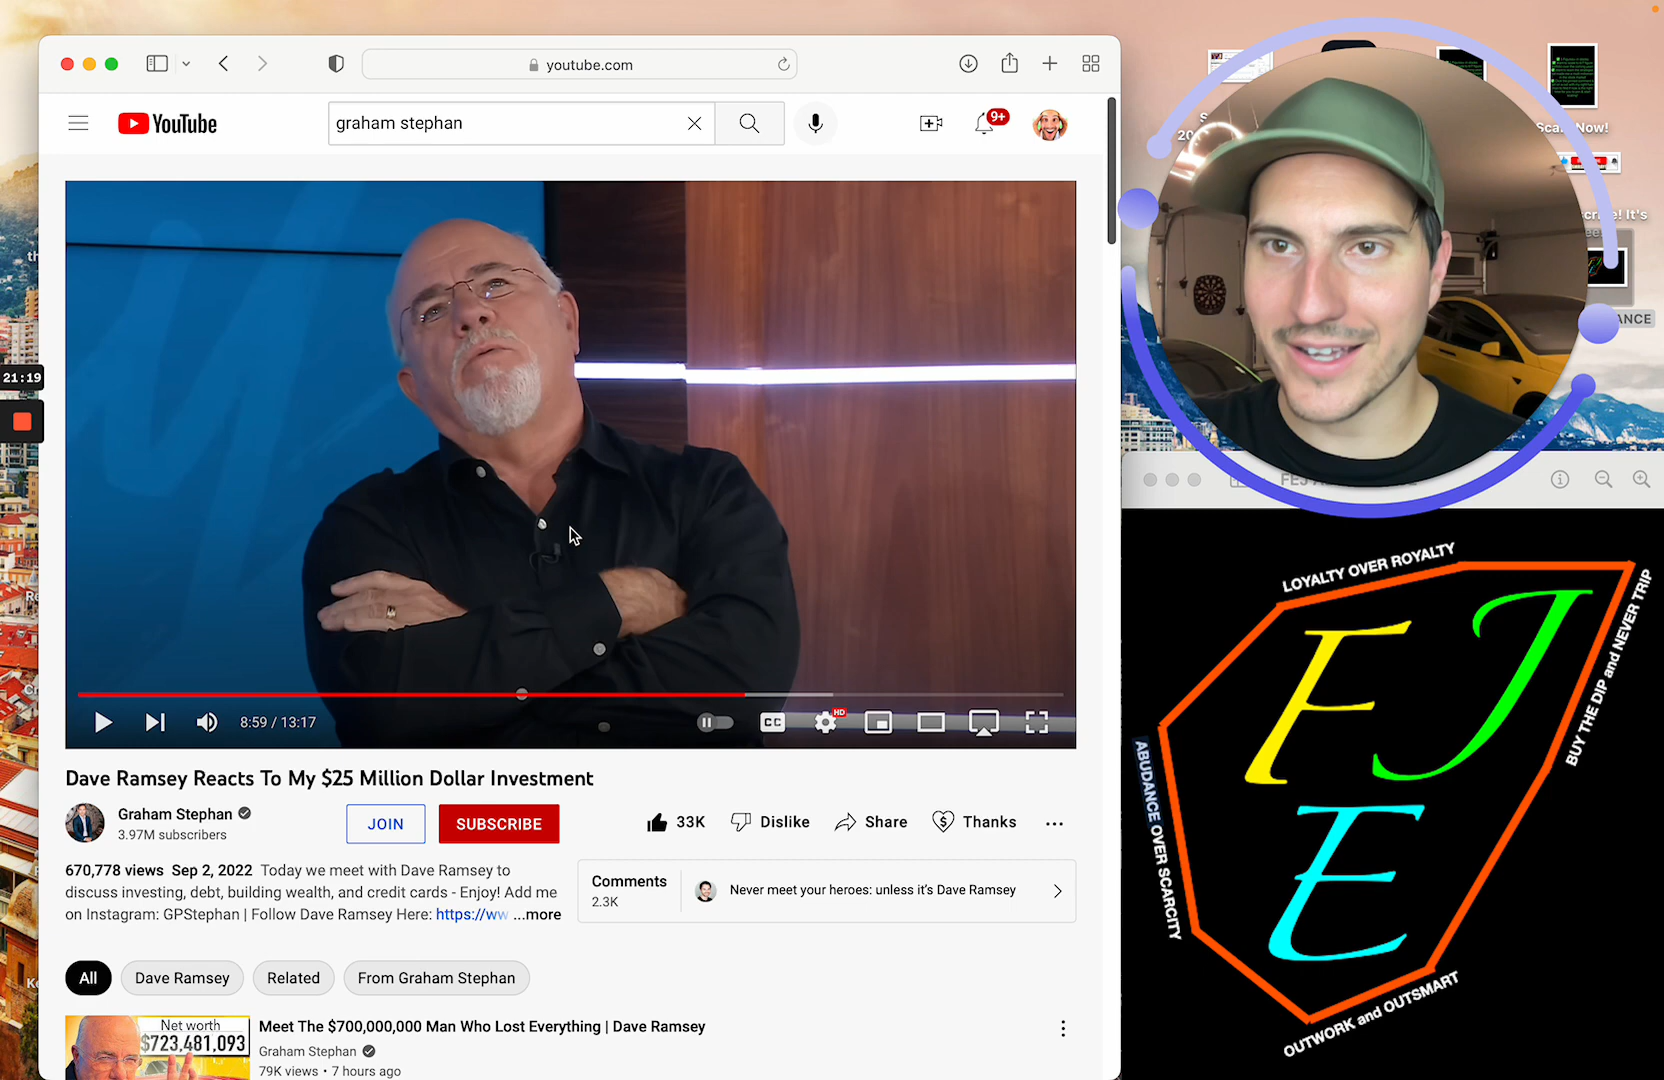 youtube.com
YouTube
graham stephan
9+
Scan Now!
21:19
ANCE
8:59 / 13:17
CC
HD
Dave Ramsey Reacts To My $25 Million Dollar Investment
Graham Stephan
3.97M subscribers
JOIN
SUBSCRIBE
33K
Dislike
Share
Thanks
670,778 views Sep 2, 2022 Today we meet with Dave Ramsey to
discuss investing, debt, building wealth, and credit cards - Enjoy! Add me
on Instagram: GPStephan | Follow Dave Ramsey Here: https://ww ...more
Comments
2.3K
Never meet your heroes: unless it's Dave Ramsey
All
Dave Ramsey
Related
From Graham Stephan
Net worth
$723,481,093
Meet The $700,000,000 Man Who Lost Everything | Dave Ramsey
Graham Stephan
79K views • 7 hours ago
LOYALTY OVER ROYALTY
BUY THE DIP and NEVER TRIP
ABUDANCE OVER SCARCITY
OUTWORK and OUTSMART
FJ
E